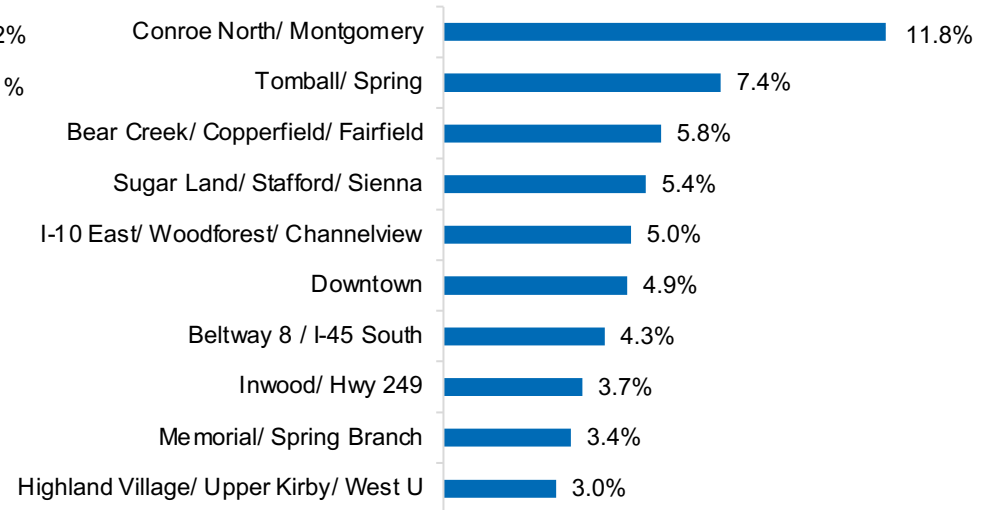 2%
%
Conroe North/ Montgomery 11.8%
Tomball/ Spring 7.4%
Bear Creek/ Copperfield/ Fairfield 5.8%
Sugar Land/ Stafford/ Sienna 5.4%
I-10 East/ Woodforest/ Channelview 5.0%
Downtown 4.9%
Beltway 8 / I-45 South 4.3%
Inwood/ Hwy 249 3.7%
Memorial/ Spring Branch 3.4%
Highland Village/ Upper Kirby/ West U 3.0%